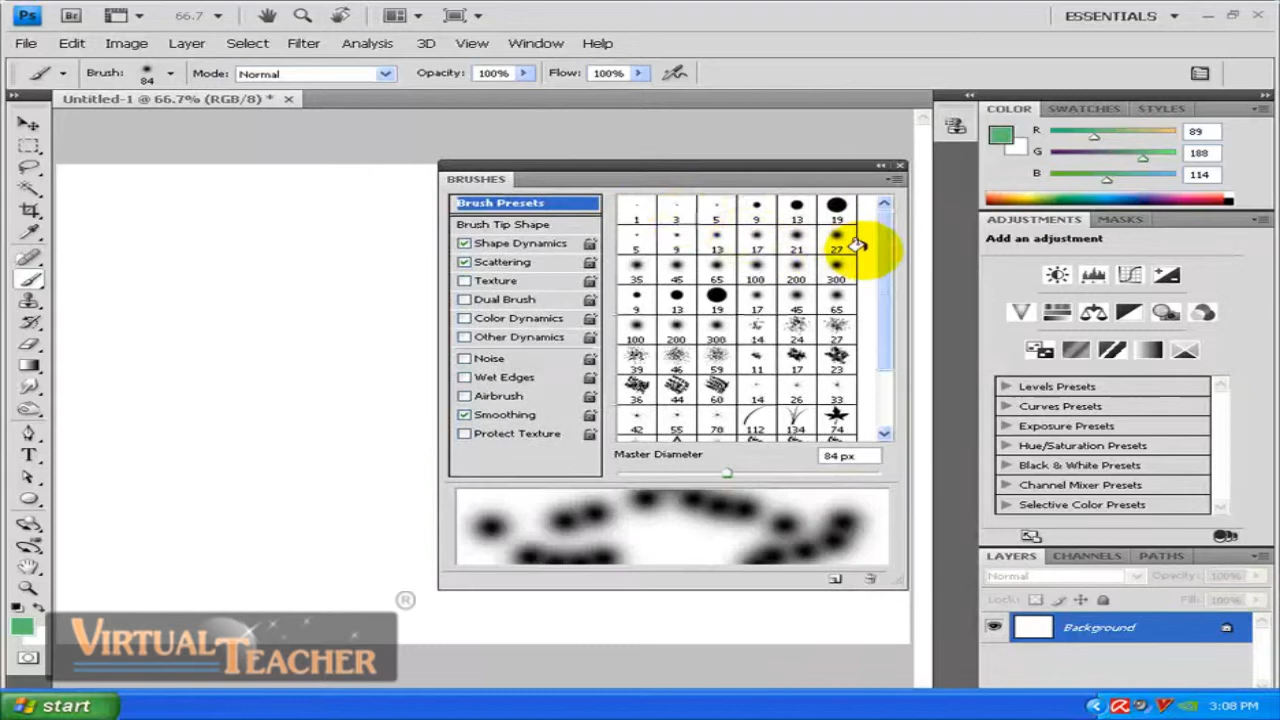 Ps Br 66.7 ESSENTIALS
File Edit Image Layer Select Filter Analysis 3D View Window Help
Brush: 84 Mode: Normal Opacity: 100% Flow: 100%
Untitled-1 @ 66.7% (RGB/8) *
BRUSHES
Brush Presets
Brush Tip Shape
Shape Dynamics
Scattering
Texture
Dual Brush
Color Dynamics
Other Dynamics
Noise
Wet Edges
Airbrush
Smoothing
Protect Texture
1 3 5 9 13 19
5 9 13 17 21 27
35 45 65 100 200 300
9 13 19 17 45 65
100 200 300 14 24 27
39 46 59 11 17 23
36 44 60 14 26 33
42 55 70 112 134 74
Master Diameter 84 px
COLOR SWATCHES STYLES
R 89
G 188
B 114
ADJUSTMENTS MASKS
Add an adjustment
Levels Presets
Curves Presets
Exposure Presets
Hue/Saturation Presets
Black & White Presets
Channel Mixer Presets
Selective Color Presets
LAYERS CHANNELS PATHS
Normal Opacity: 100%
Lock: Fill: 100%
Background
®
VIRTUAL
TEACHER
start 3:08 PM